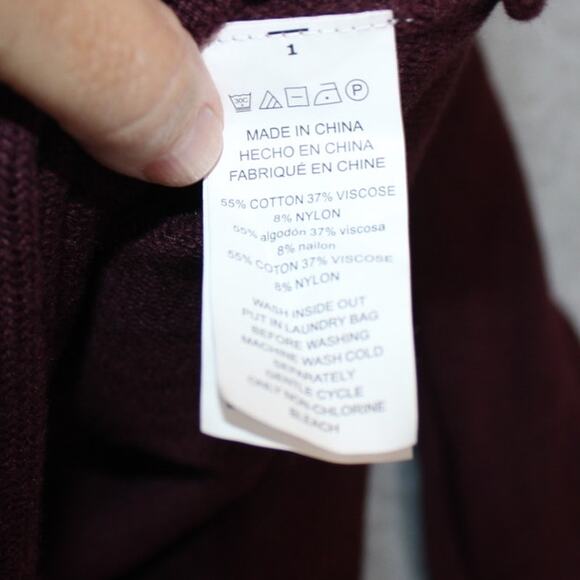 1
30C P
MADE IN CHINA
HECHO EN CHINA
FABRIQUÉ EN CHINE
55% COTTON 37% VISCOSE
8% NYLON
55% algodón 37% viscosa
8% nailon
55% COTON 37% VISCOSE
8% NYLON
WASH INSIDE OUT
PUT IN LAUNDRY BAG
BEFORE WASHING
MACHINE WASH COLD
SEPARATELY
GENTLE CYCLE
ONLY NON-CHLORINE
BLEACH